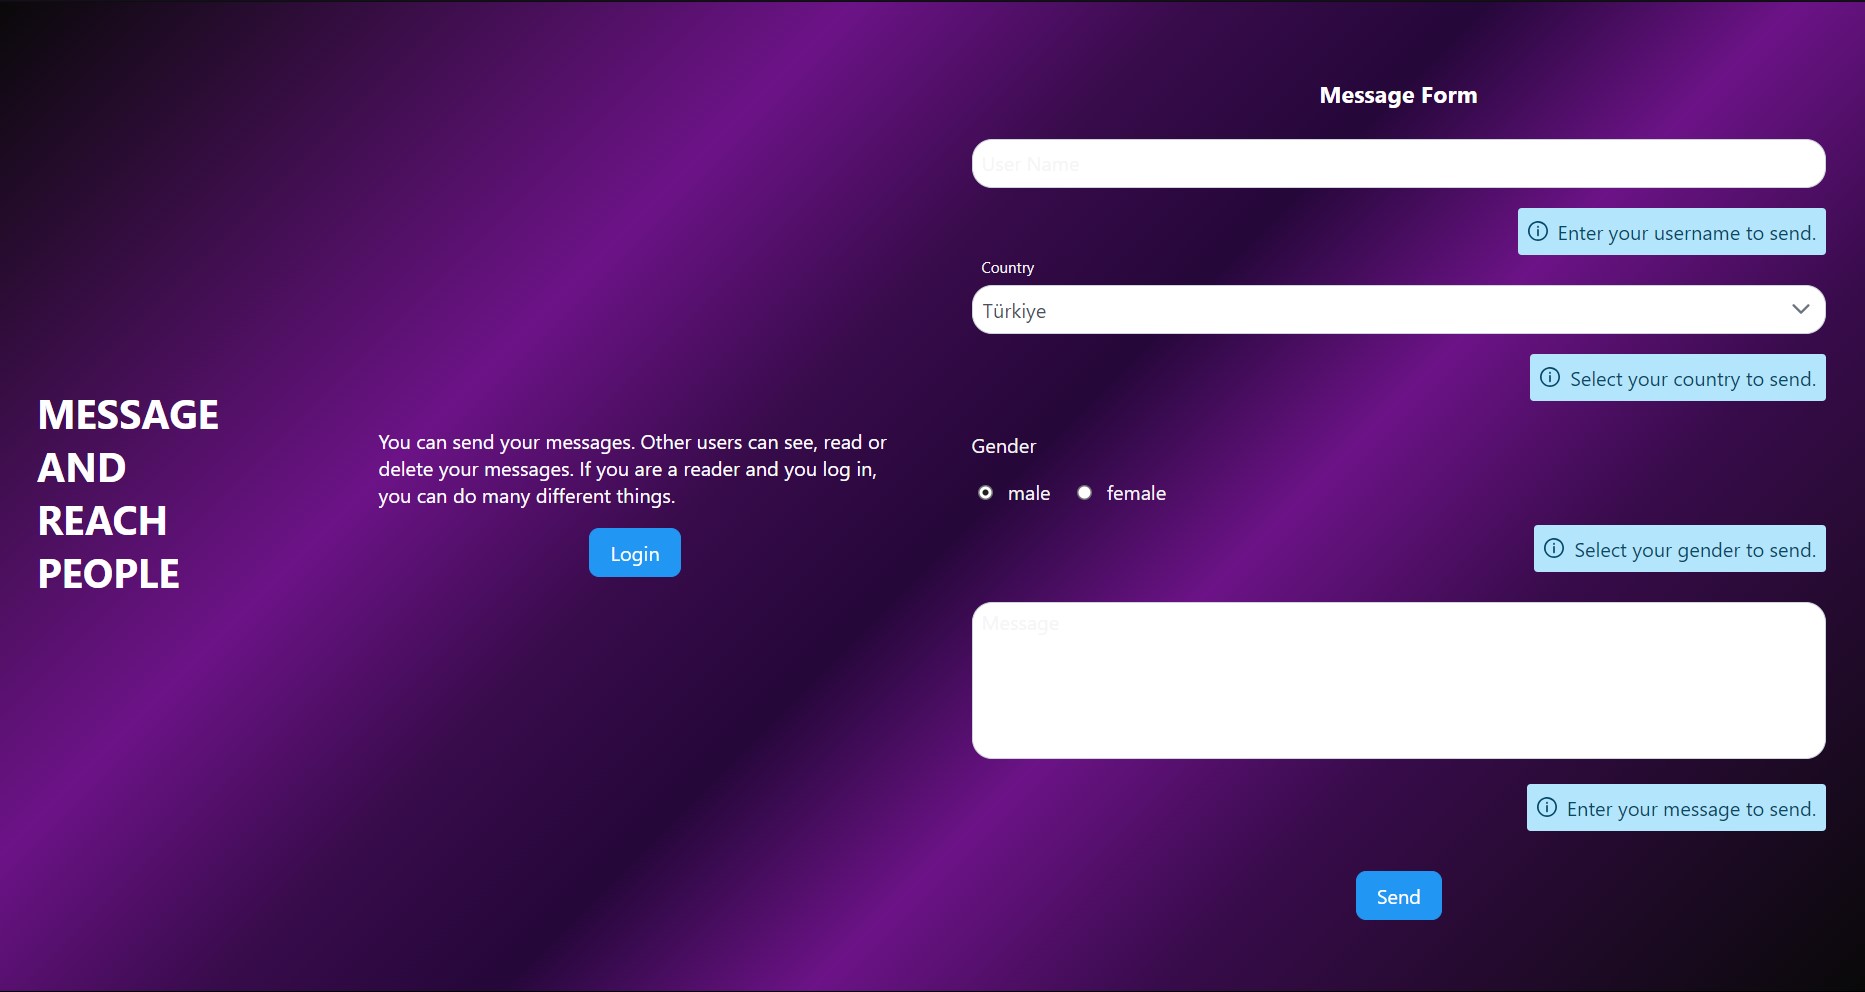 MESSAGE
AND
REACH
PEOPLE
You can send your messages. Other users can see, read or
delete your messages. If you are a reader and you log in,
you can do many different things.
Login
Message Form
User Name
Enter your username to send.
Country
Türkiye
Select your country to send.
Gender
male female
Select your gender to send.
Message
Enter your message to send.
Send